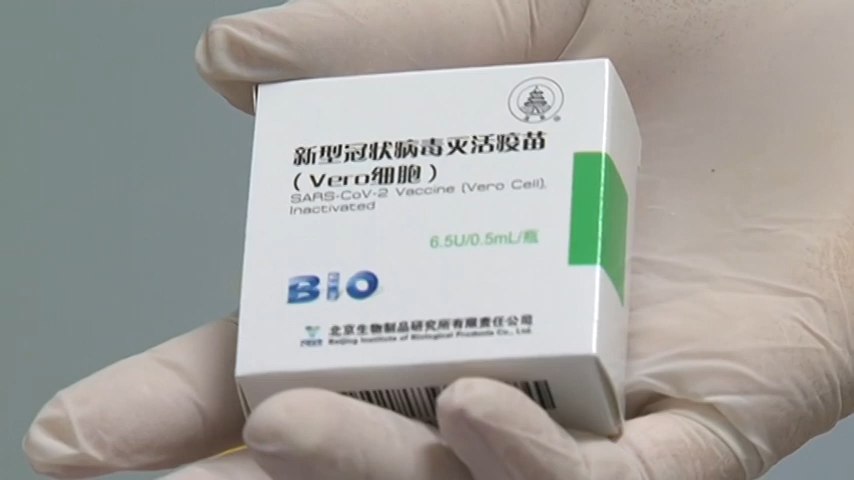 新型冠状病毒灭活疫苗
（Vero细胞）
SARS-CoV-2 Vaccine (Vero Cell),
Inactivated
6.5U/0.5mL/瓶
BIO
北京生物制品研究所有限责任公司
Beijing Institute of Biological Products Co., Ltd.